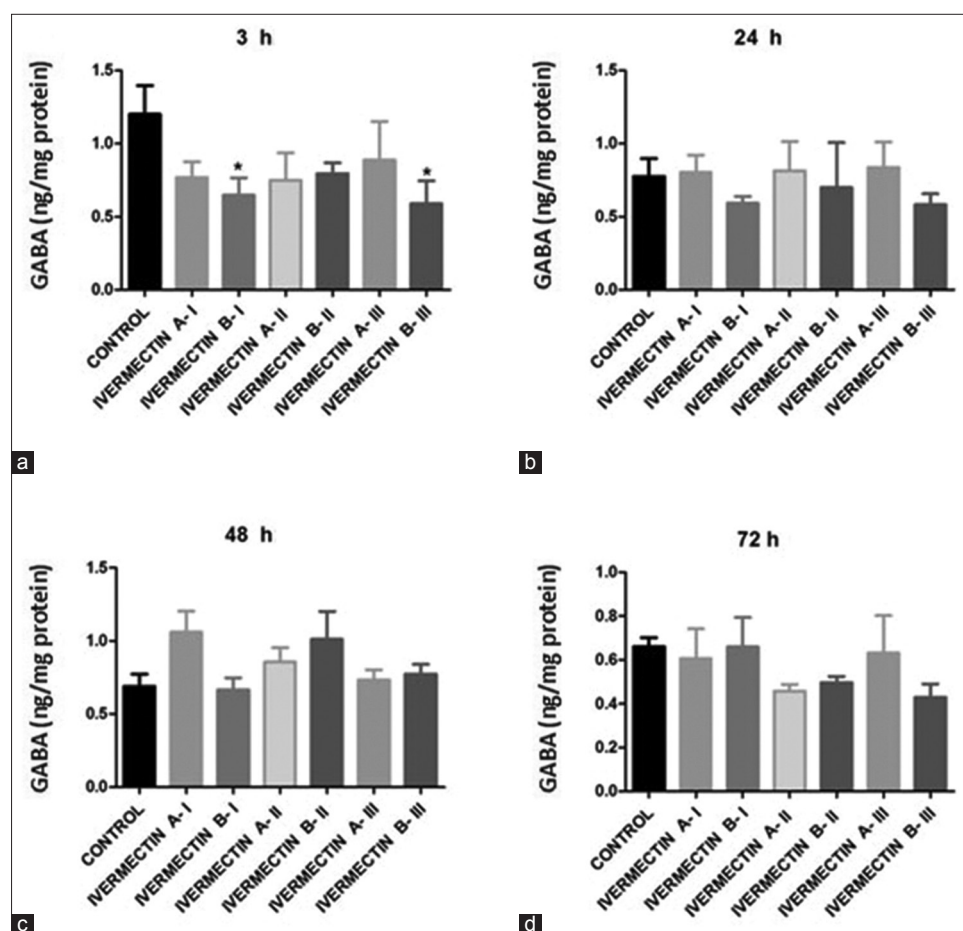 3 h
GABA (ng/mg protein)
1.5
1.0
0.5
0.0
*
*
CONTROL
IVERMECTIN A- I
IVERMECTIN B- I
IVERMECTIN A- II
IVERMECTIN B- II
IVERMECTIN A- III
IVERMECTIN B- III
a
24 h
GABA (ng/mg protein)
1.5
1.0
0.5
0.0
CONTROL
IVERMECTIN A- I
IVERMECTIN B- I
IVERMECTIN A- II
IVERMECTIN B- II
IVERMECTIN A- III
IVERMECTIN B- III
b
48 h
GABA (ng/mg protein)
1.5
1.0
0.5
0.0
CONTROL
IVERMECTIN A- I
IVERMECTIN B- I
IVERMECTIN A- II
IVERMECTIN B- II
IVERMECTIN A- III
IVERMECTIN B- III
c
72 h
GABA (ng/mg protein)
1.0
0.8
0.6
0.4
0.2
0.0
CONTROL
IVERMECTIN A- I
IVERMECTIN B- I
IVERMECTIN A- II
IVERMECTIN B- II
IVERMECTIN A- III
IVERMECTIN B- III
d